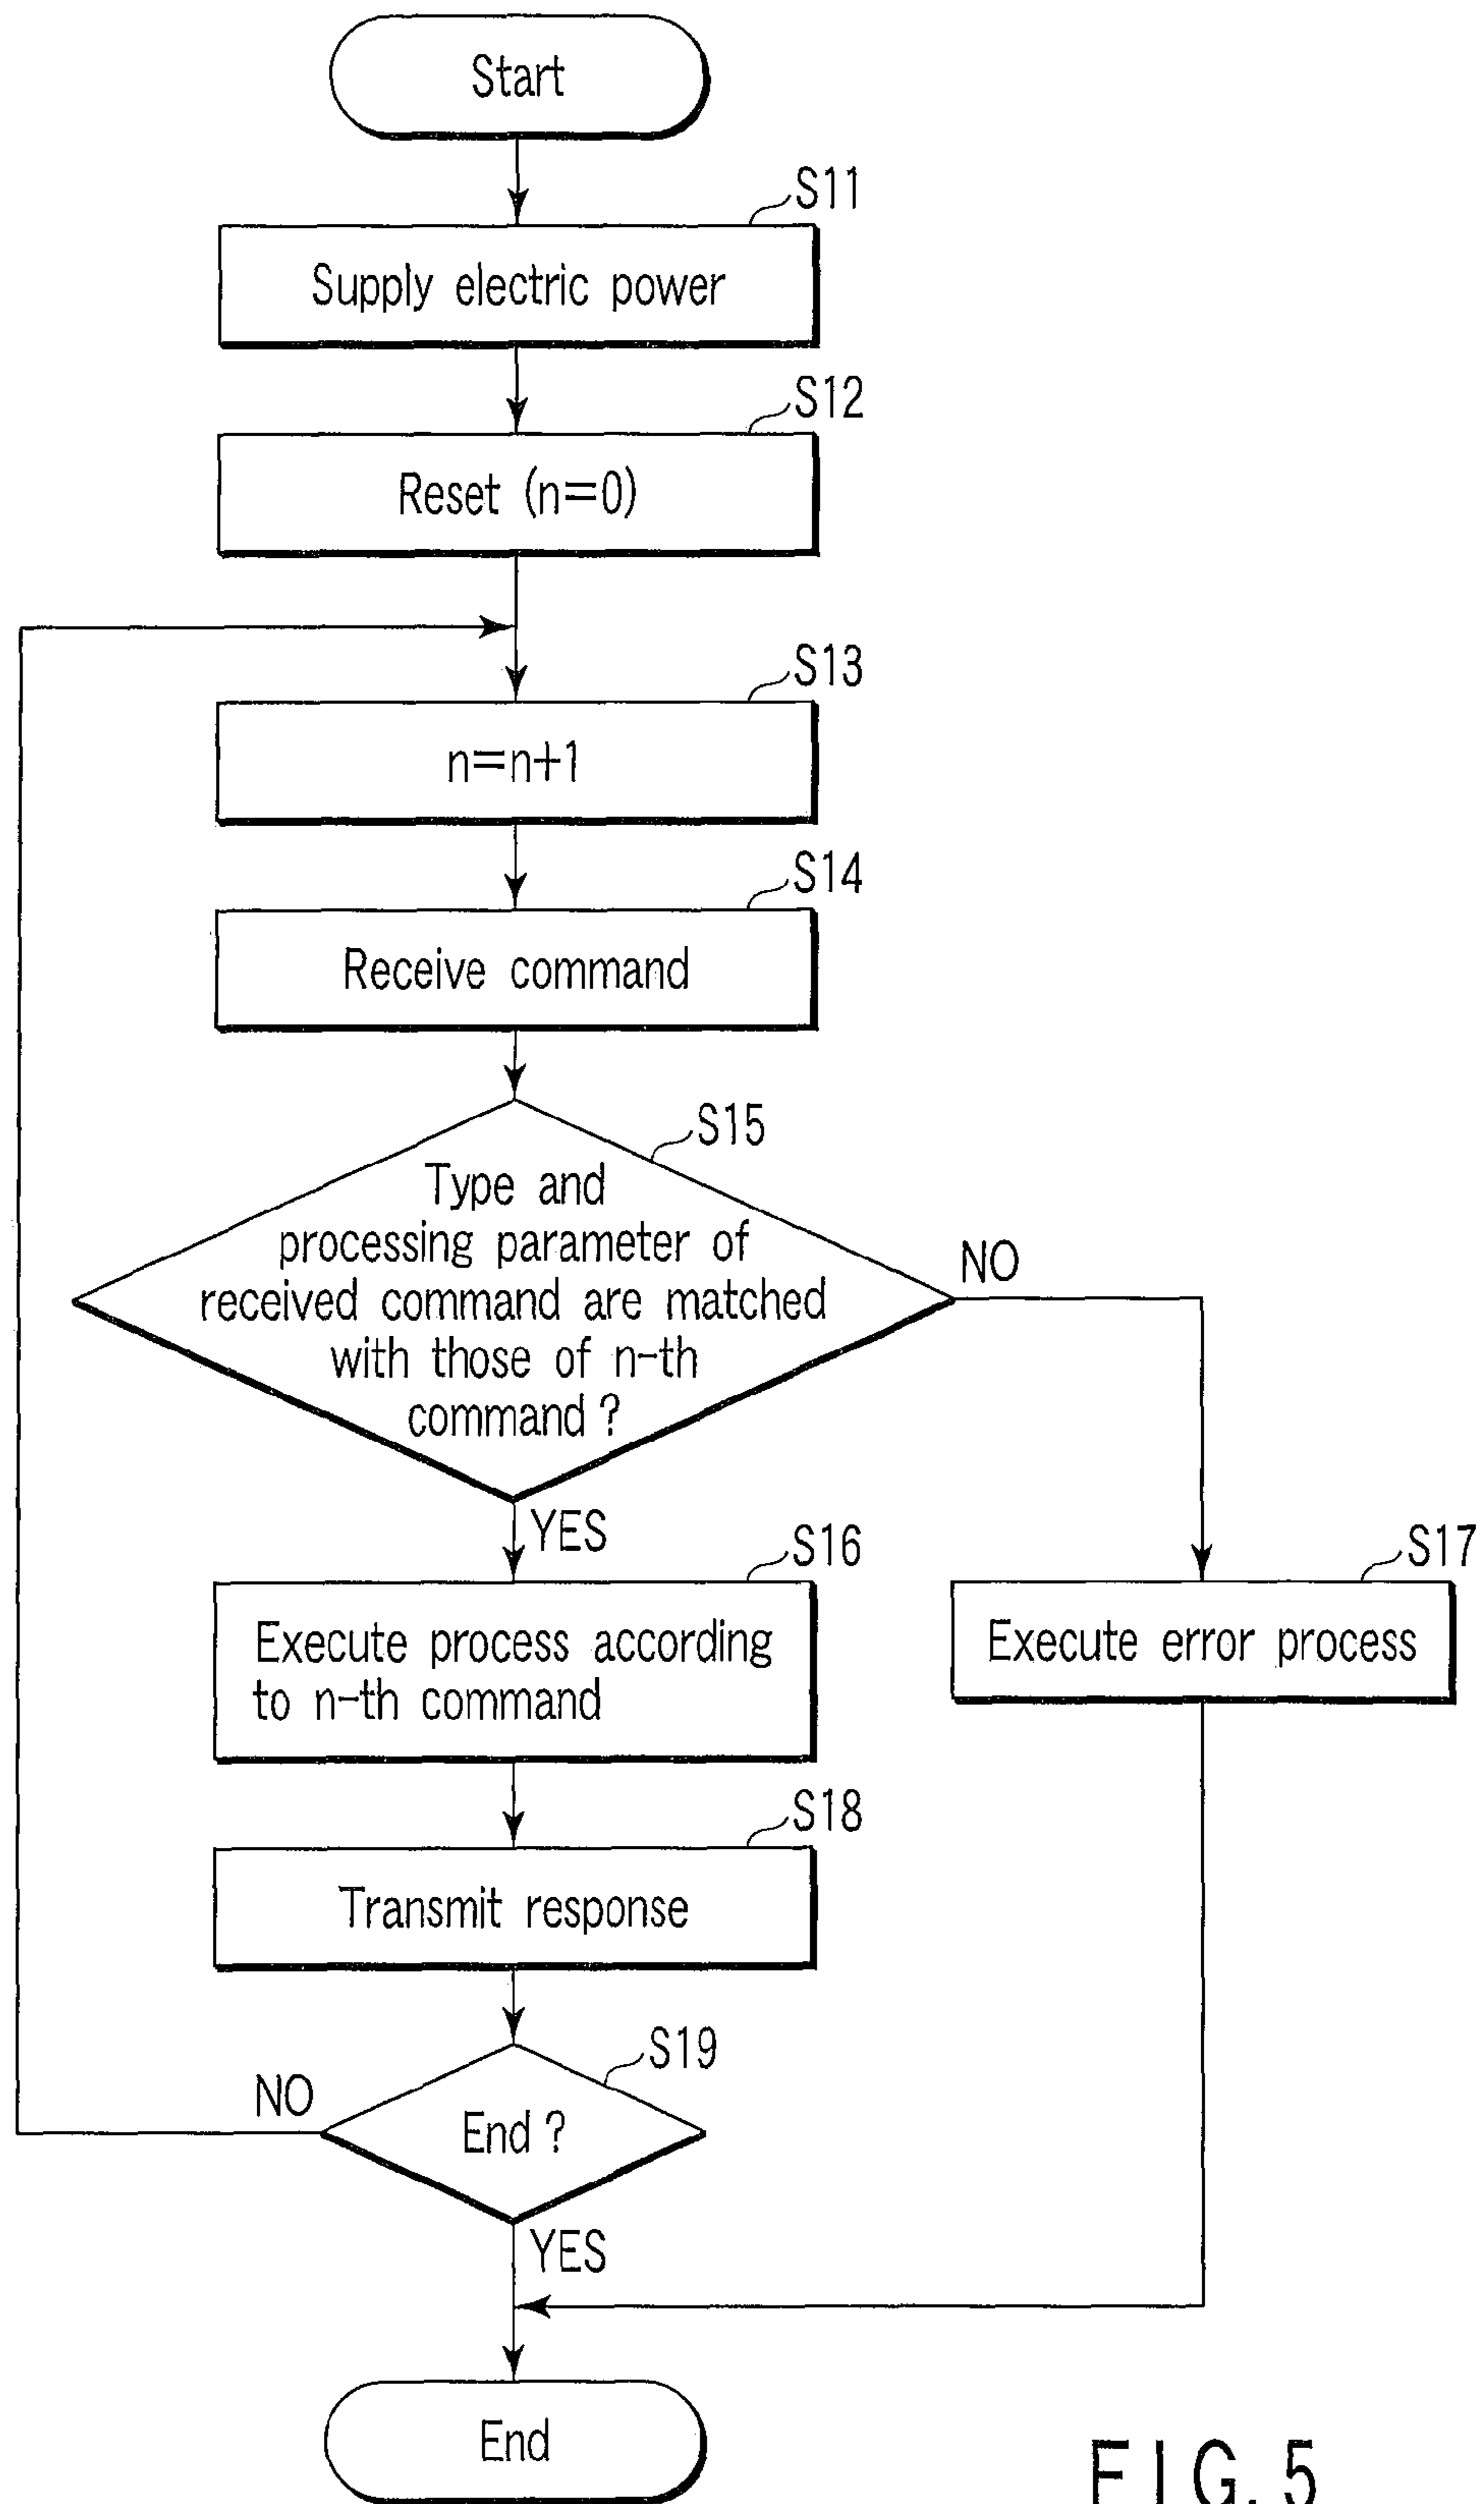 Start
S11
Supply electric power
S12
Reset (n=0)
S13
n=n+1
S14
Receive command
S15
Type and
processing parameter of
received command are matched
with those of n-th
command?
NO
YES
S16
Execute process according
to n-th command
S17
Execute error process
S18
Transmit response
S19
End?
NO
YES
End
FIG. 5